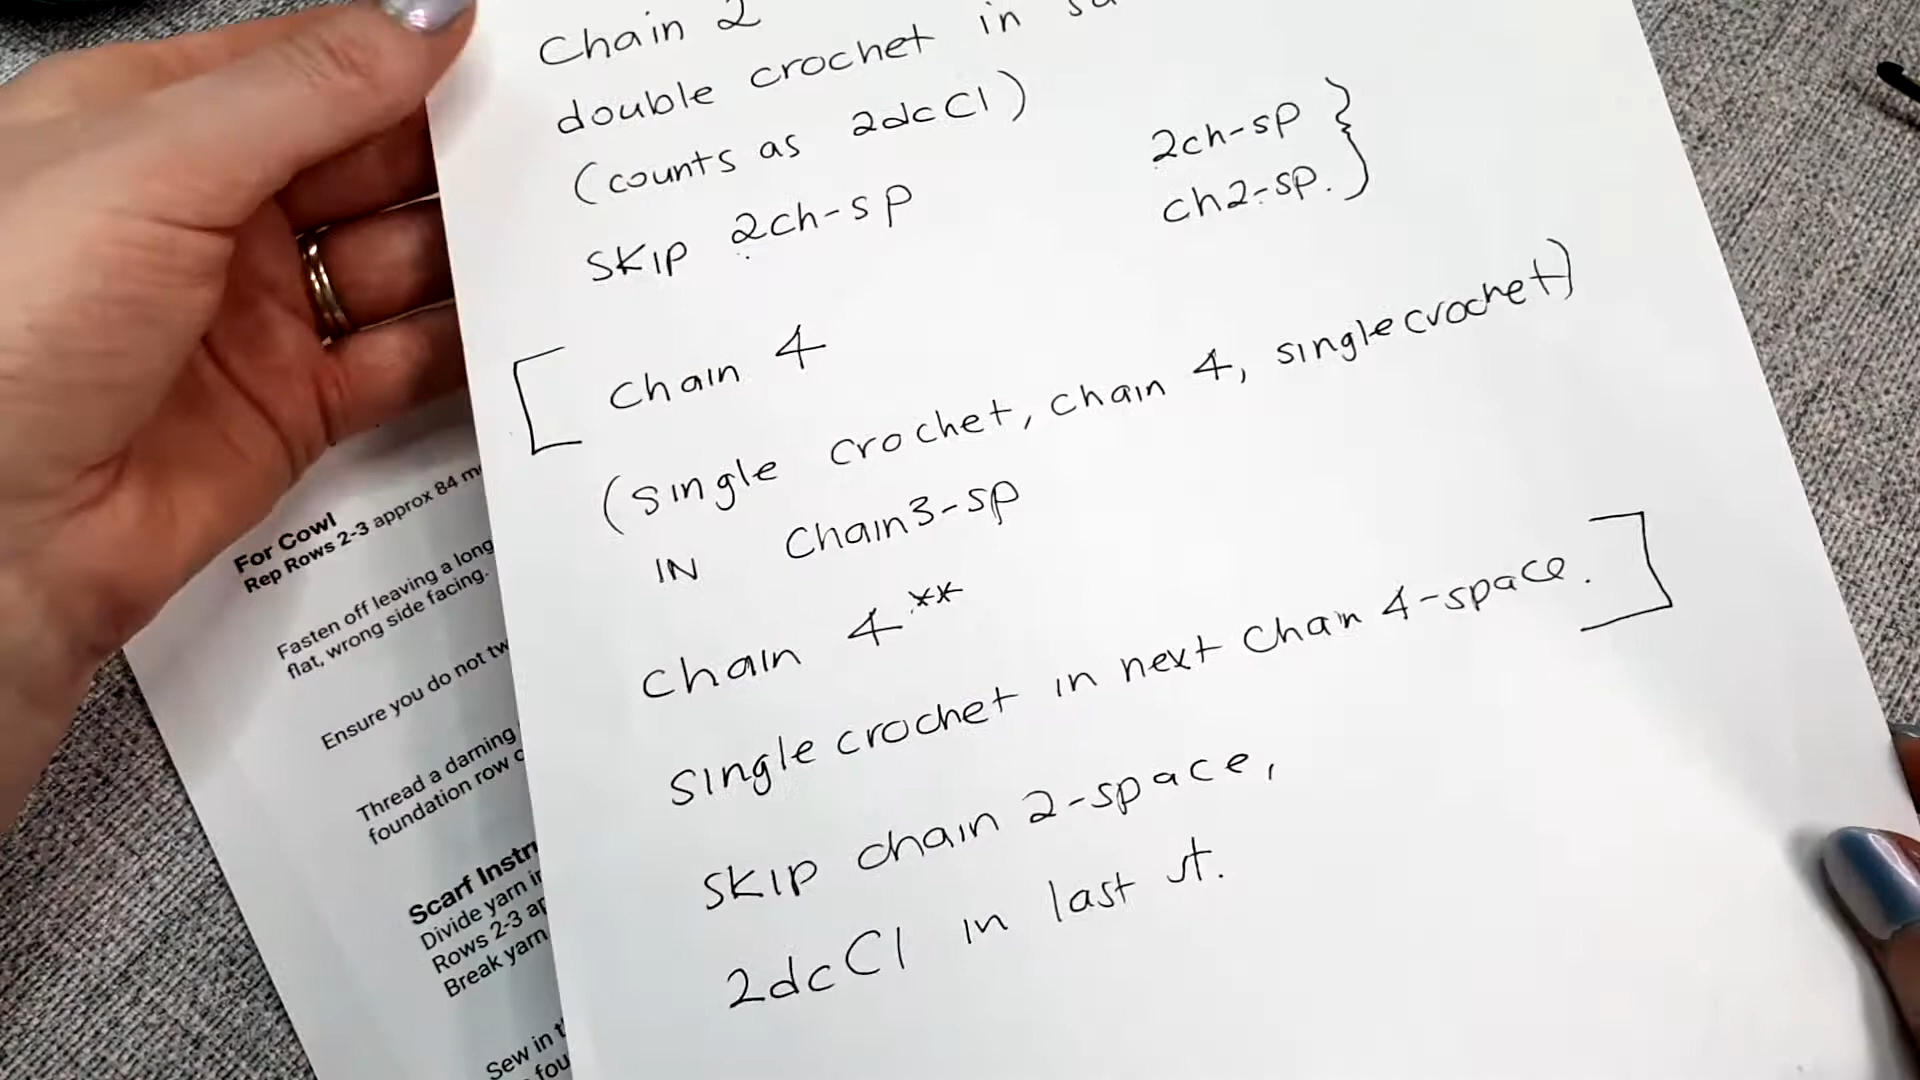 Chain 2
double crochet in
(counts as 2dcCl)
SKIP 2ch-sp
2ch-sp }
ch2-sp. }
[ Chain 4
(single crochet, chain 4, single crochet)
IN Chain3-sp
chain 4**
single crochet in next Chain 4-space. ]
SKIP chain 2-space,
2dcCl in last st.
For Cowl
Rep Rows 2-3 approx 84
Fasten off leaving a long
flat, wrong side facing.
Ensure you do not
Thread a darning
foundation row
Scarf
Divide yarn
Rows 2-3
Break yarn
Sew in